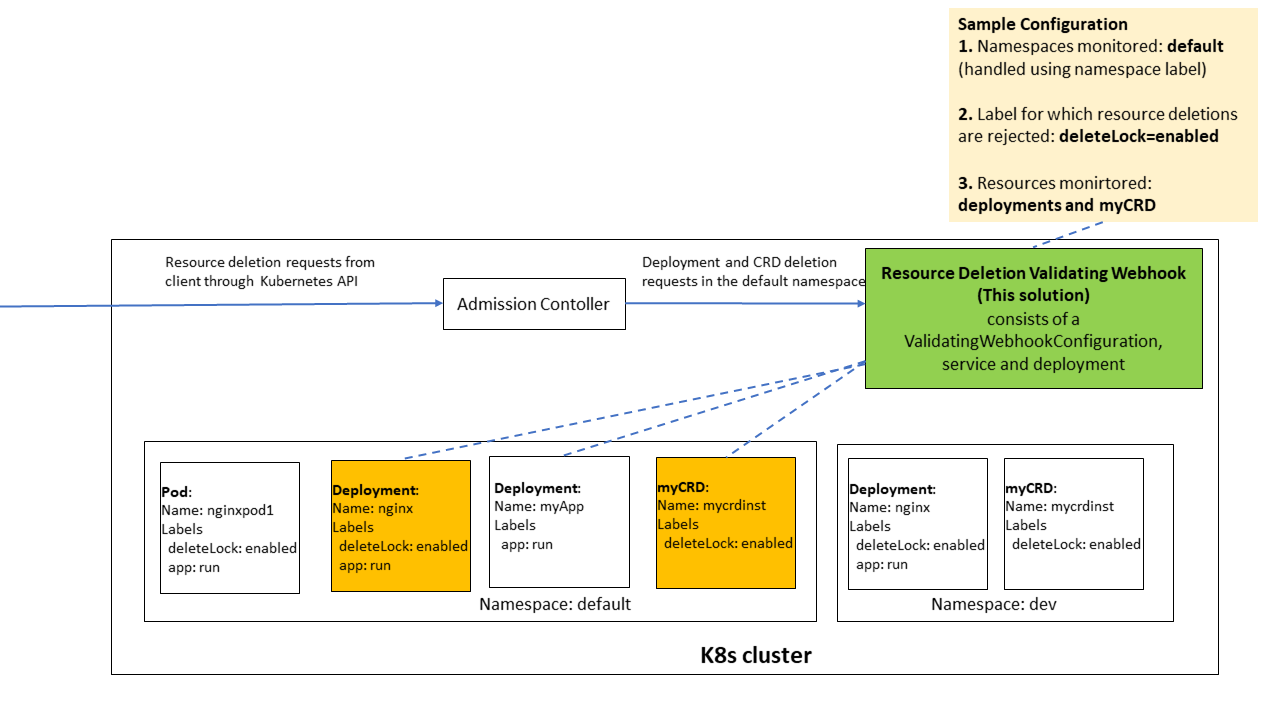 Sample Configuration
1. Namespaces monitored: default
(handled using namespace label)
2. Label for which resource deletions
are rejected: deleteLock=enabled
3. Resources monirtored:
deployments and myCRD
Resource deletion requests from
client through Kubernetes API
Admission Contoller
Deployment and CRD deletion
requests in the default namespace
Resource Deletion Validating Webhook
(This solution)
consists of a
ValidatingWebhookConfiguration,
service and deployment
Pod:
Name: nginxpod1
Labels
deleteLock: enabled
app: run
Deployment:
Name: nginx
Labels
deleteLock: enabled
app: run
Deployment:
Name: myApp
Labels
app: run
myCRD:
Name: mycrdinst
Labels
deleteLock: enabled
Namespace: default
Deployment:
Name: nginx
Labels
deleteLock: enabled
app: run
myCRD:
Name: mycrdinst
Labels
deleteLock: enabled
Namespace: dev
K8s cluster